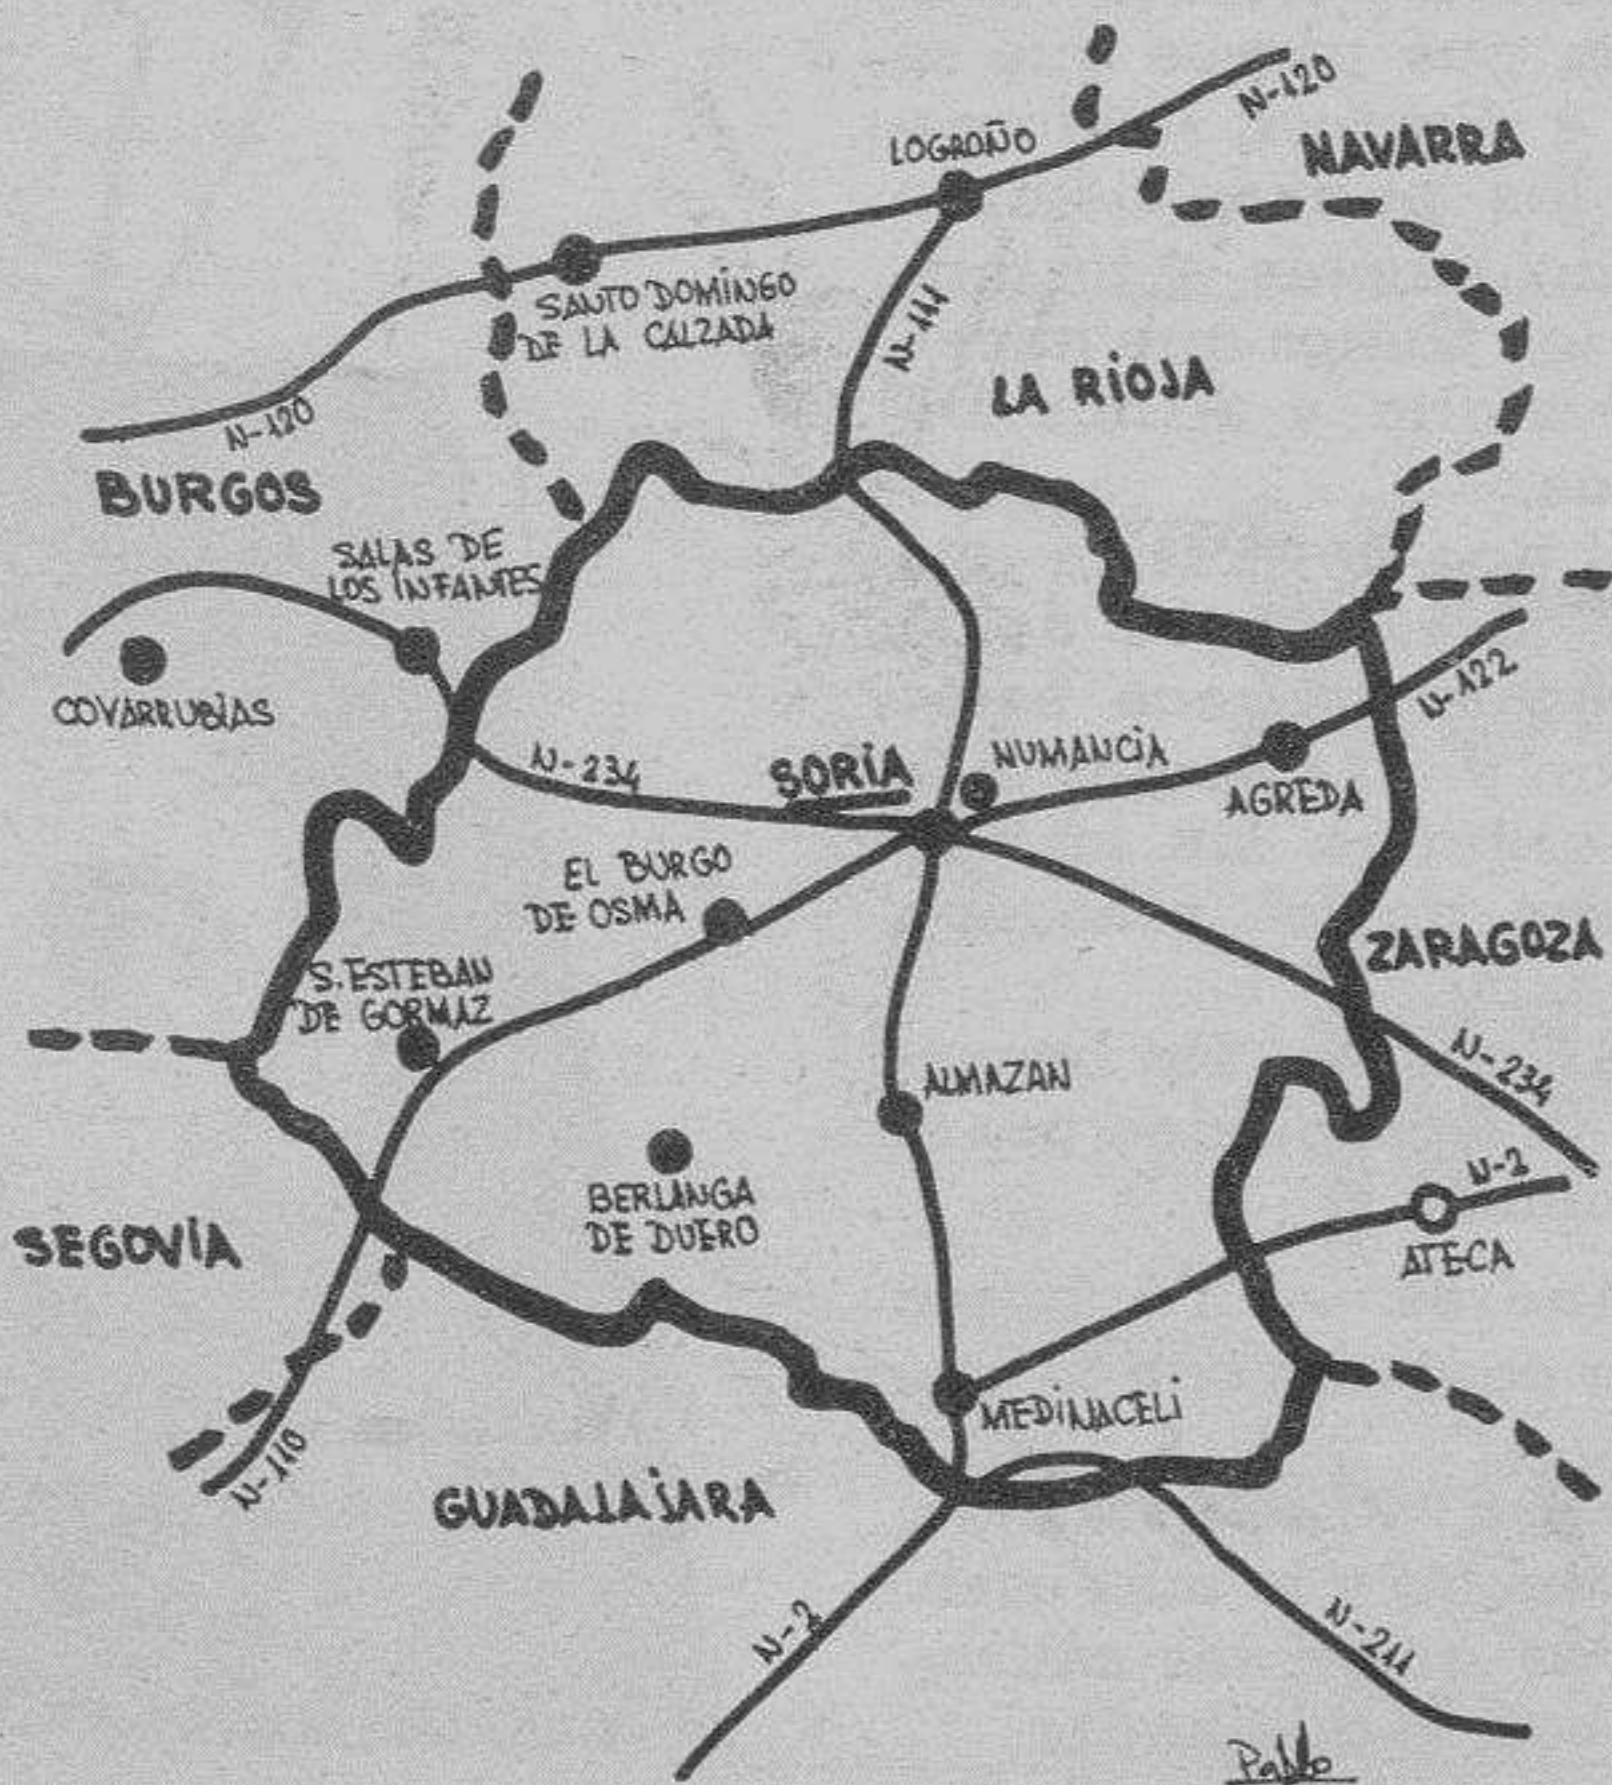 N-120
NAVARRA
LOGROÑO
SANTO DOMINGO
DE LA CALZADA
N-111
LA RIOJA
N-120
BURGOS
SALAS DE
LOS INFANTES
COVARRUBIAS
N-122
N-234
SORIA
NUMANCIA
AGREDA
EL BURGO
DE OSMA
ZARAGOZA
S. ESTEBAN
DE GORMAZ
N-234
ALMAZAN
N-2
BERLANGA
DE DUERO
SEGOVIA
ATECA
MEDINACELI
N-110
GUADALAJARA
N-2
N-211
Pablo